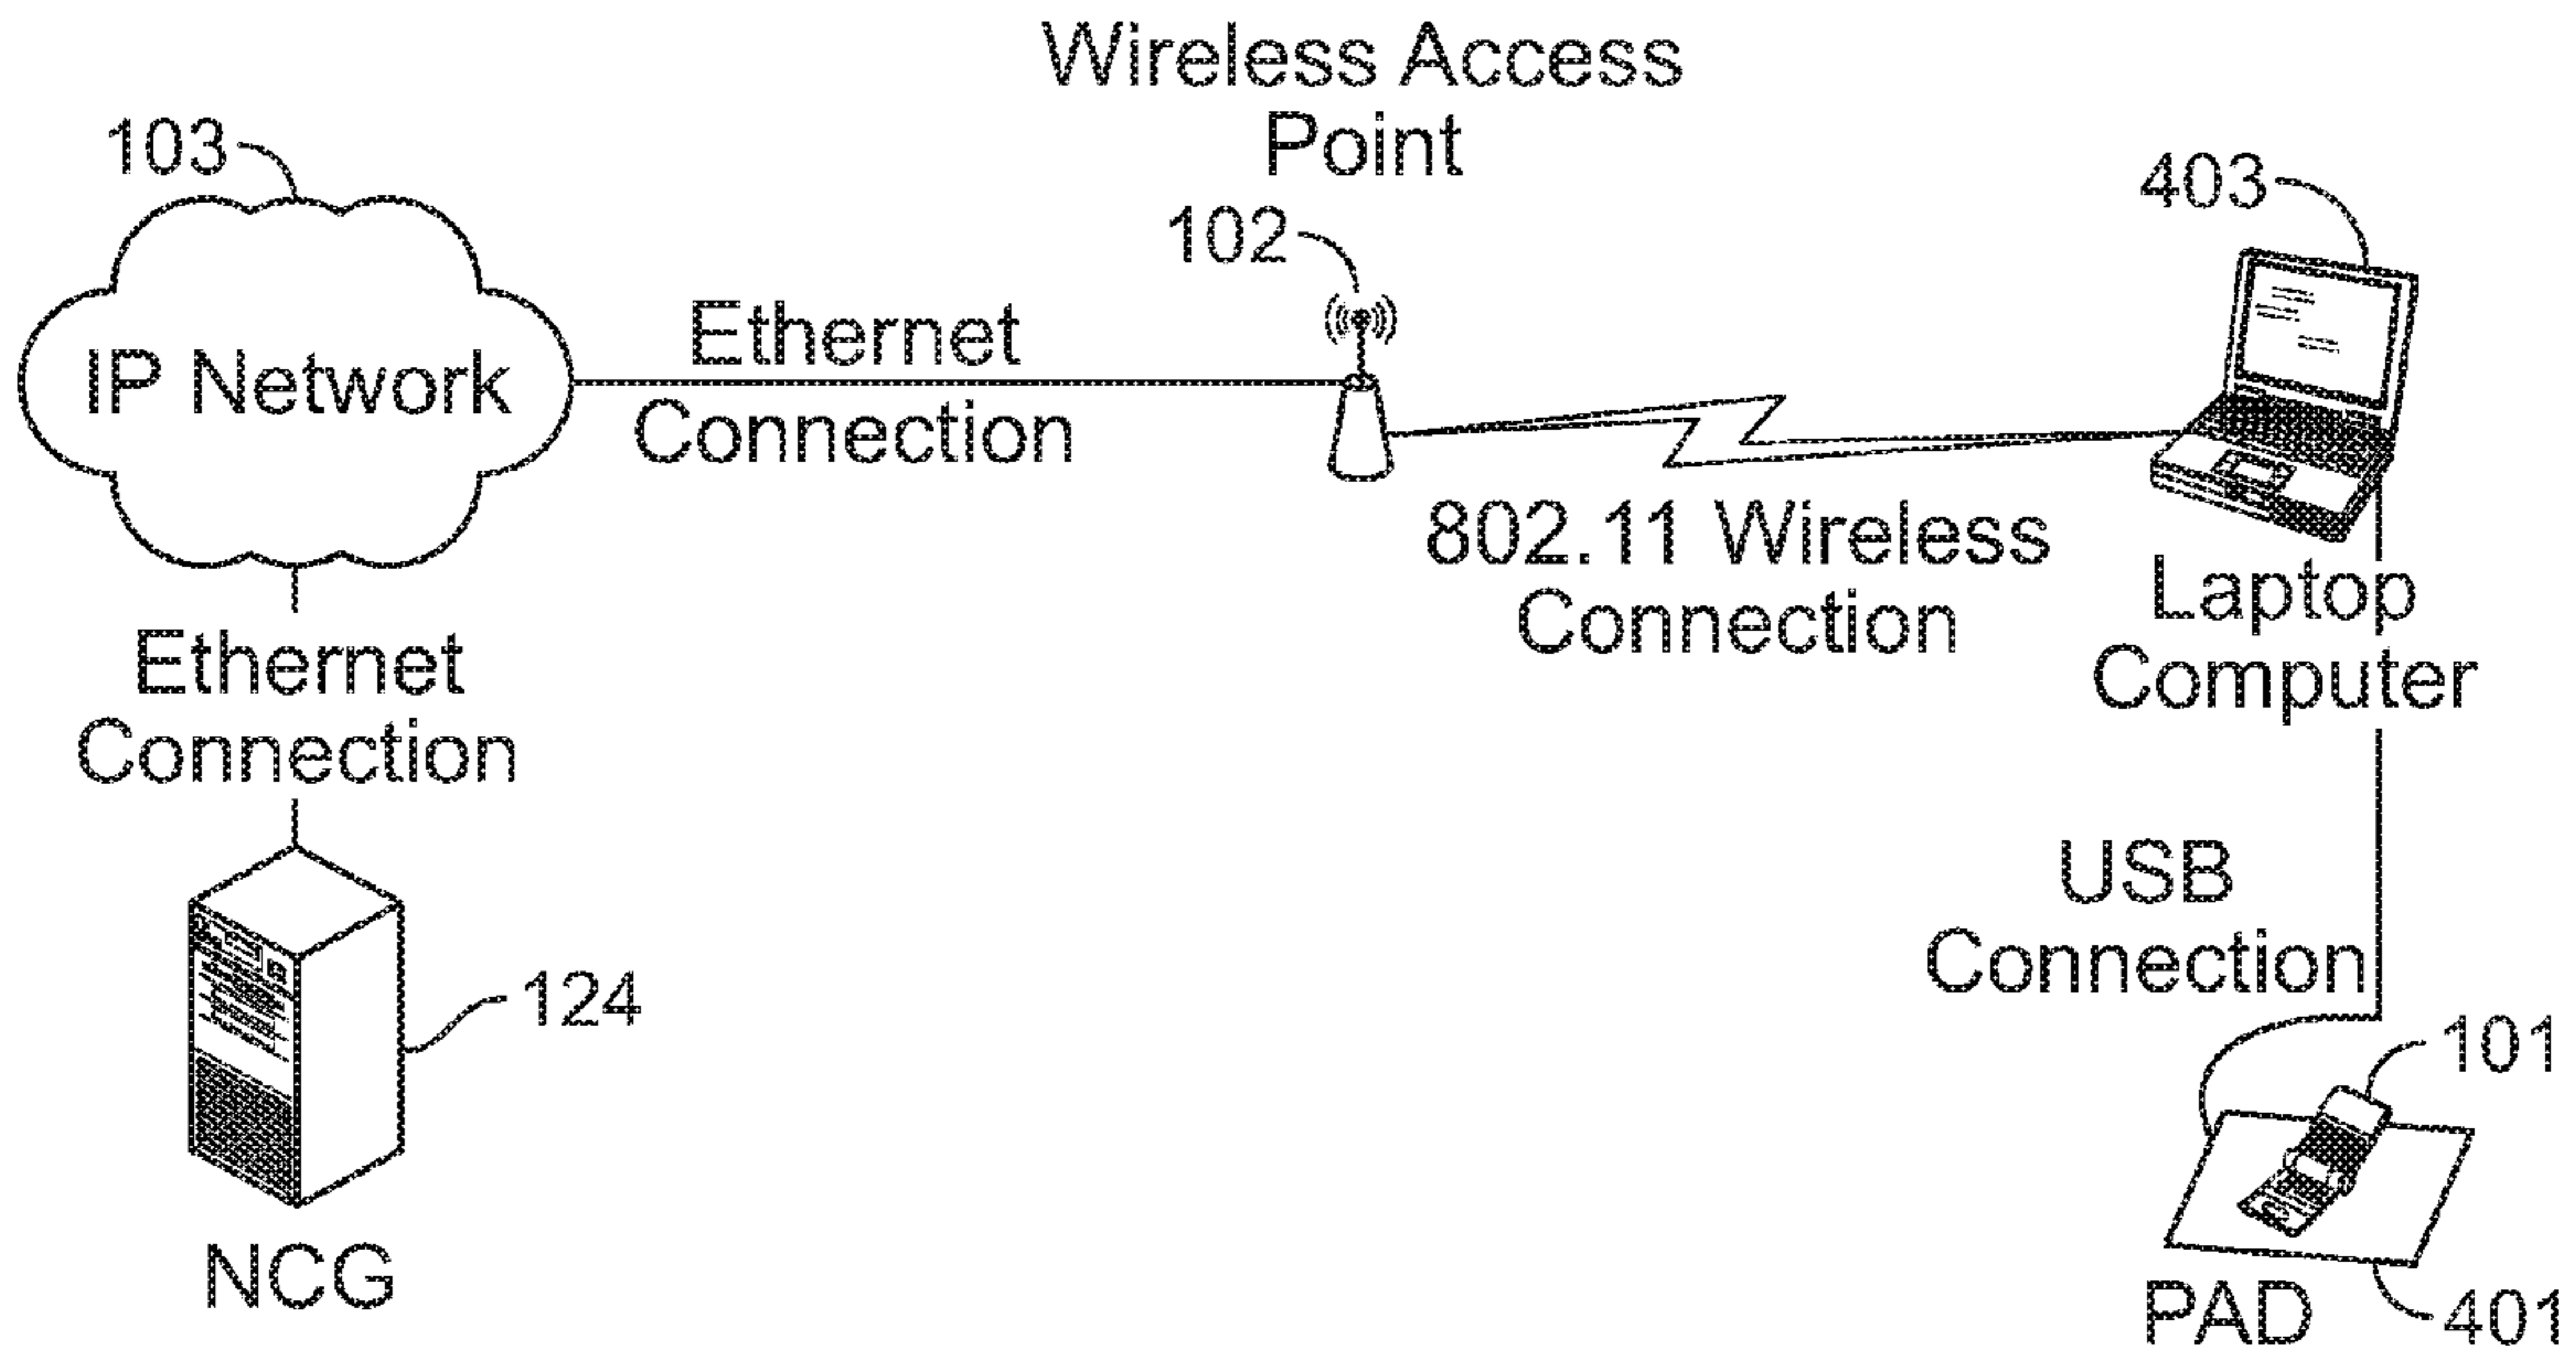 Wireless Access
Point
103
102
403
IP Network
Ethernet
Connection
802.11 Wireless
Connection
Laptop
Computer
Ethernet
Connection
USB
Connection
124
101
NCG
PAD
401